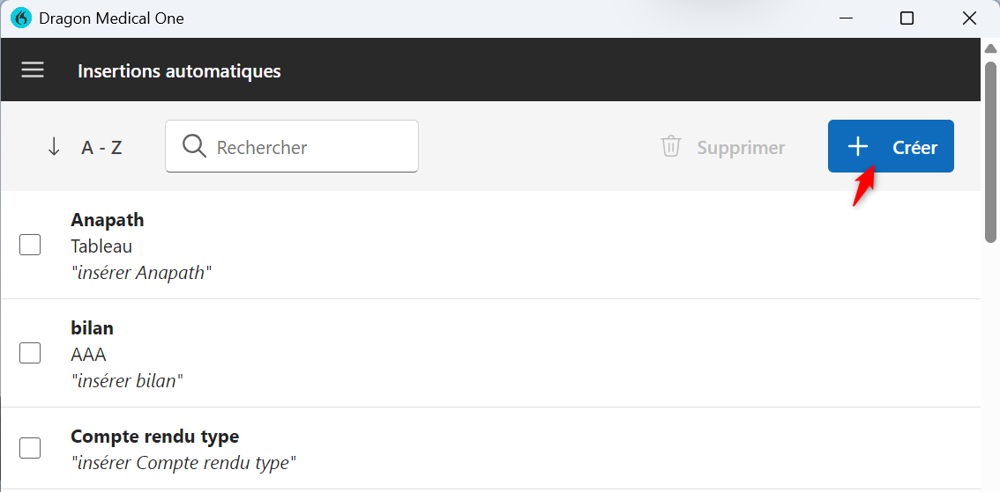 Dragon Medical One
Insertions automatiques
A - Z
Rechercher
Supprimer
Créer
Anapath
Tableau
"insérer Anapath"
bilan
AAA
"insérer bilan"
Compte rendu type
"insérer Compte rendu type"